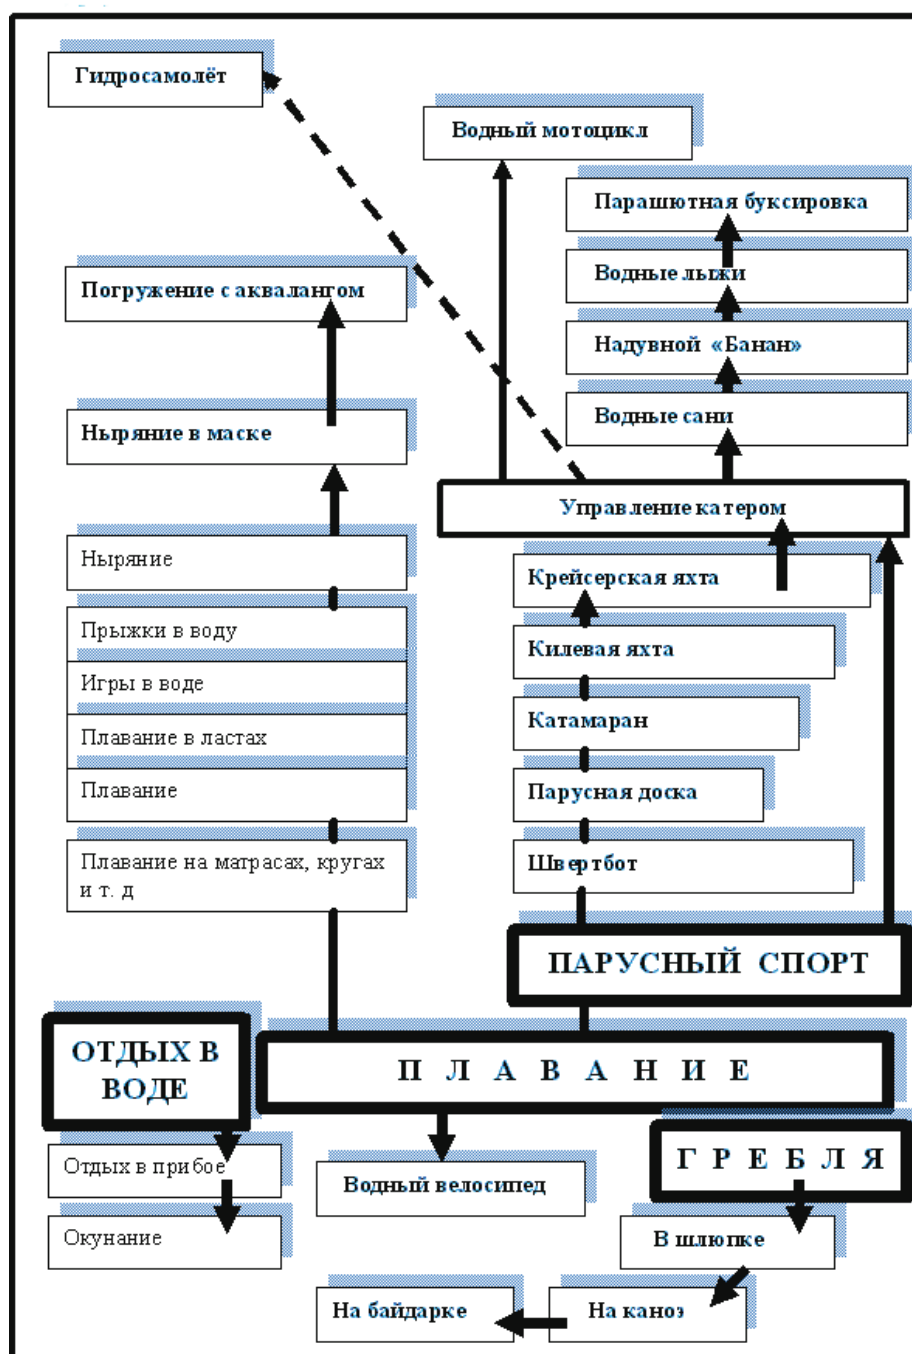 Гидросамолёт
Водный мотоцикл
Парашютная буксировка
Водные лыжи
Погружение с аквалангом
Надувной «Банан»
Водные сани
Ныряние в маске
Управление катером
Ныряние
Крейсерская яхта
Прыжки в воду
Килевая яхта
Игры в воде
Катамаран
Плавание в ластах
Плавание
Парусная доска
Плавание на матрасах, кругах
и т. д
Швертбот
ПАРУСНЫЙ СПОРТ
ОТДЫХ В
ВОДЕ
П Л А В А Н И Е
Г Р Е Б Л Я
Отдых в прибое
Водный велосипед
Окунание
В шлюпке
На байдарке
На каноэ